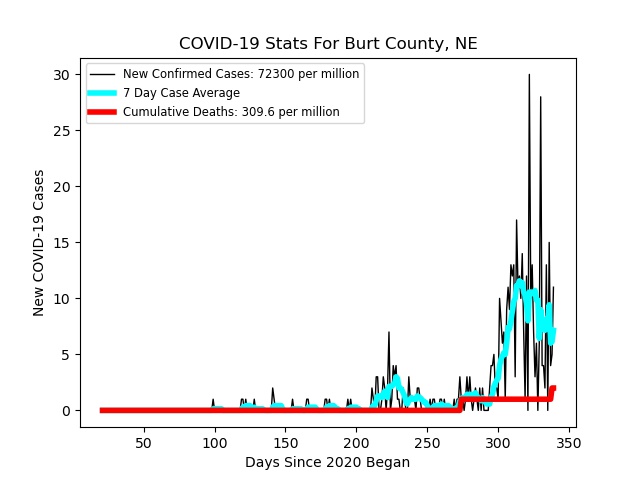 COVID-19 Stats For Burt County, NE
New Confirmed Cases: 72300 per million
7 Day Case Average
Cumulative Deaths: 309.6 per million
New COVID-19 Cases
30
25
20
15
10
5
0
50 100 150 200 250 300 350
Days Since 2020 Began